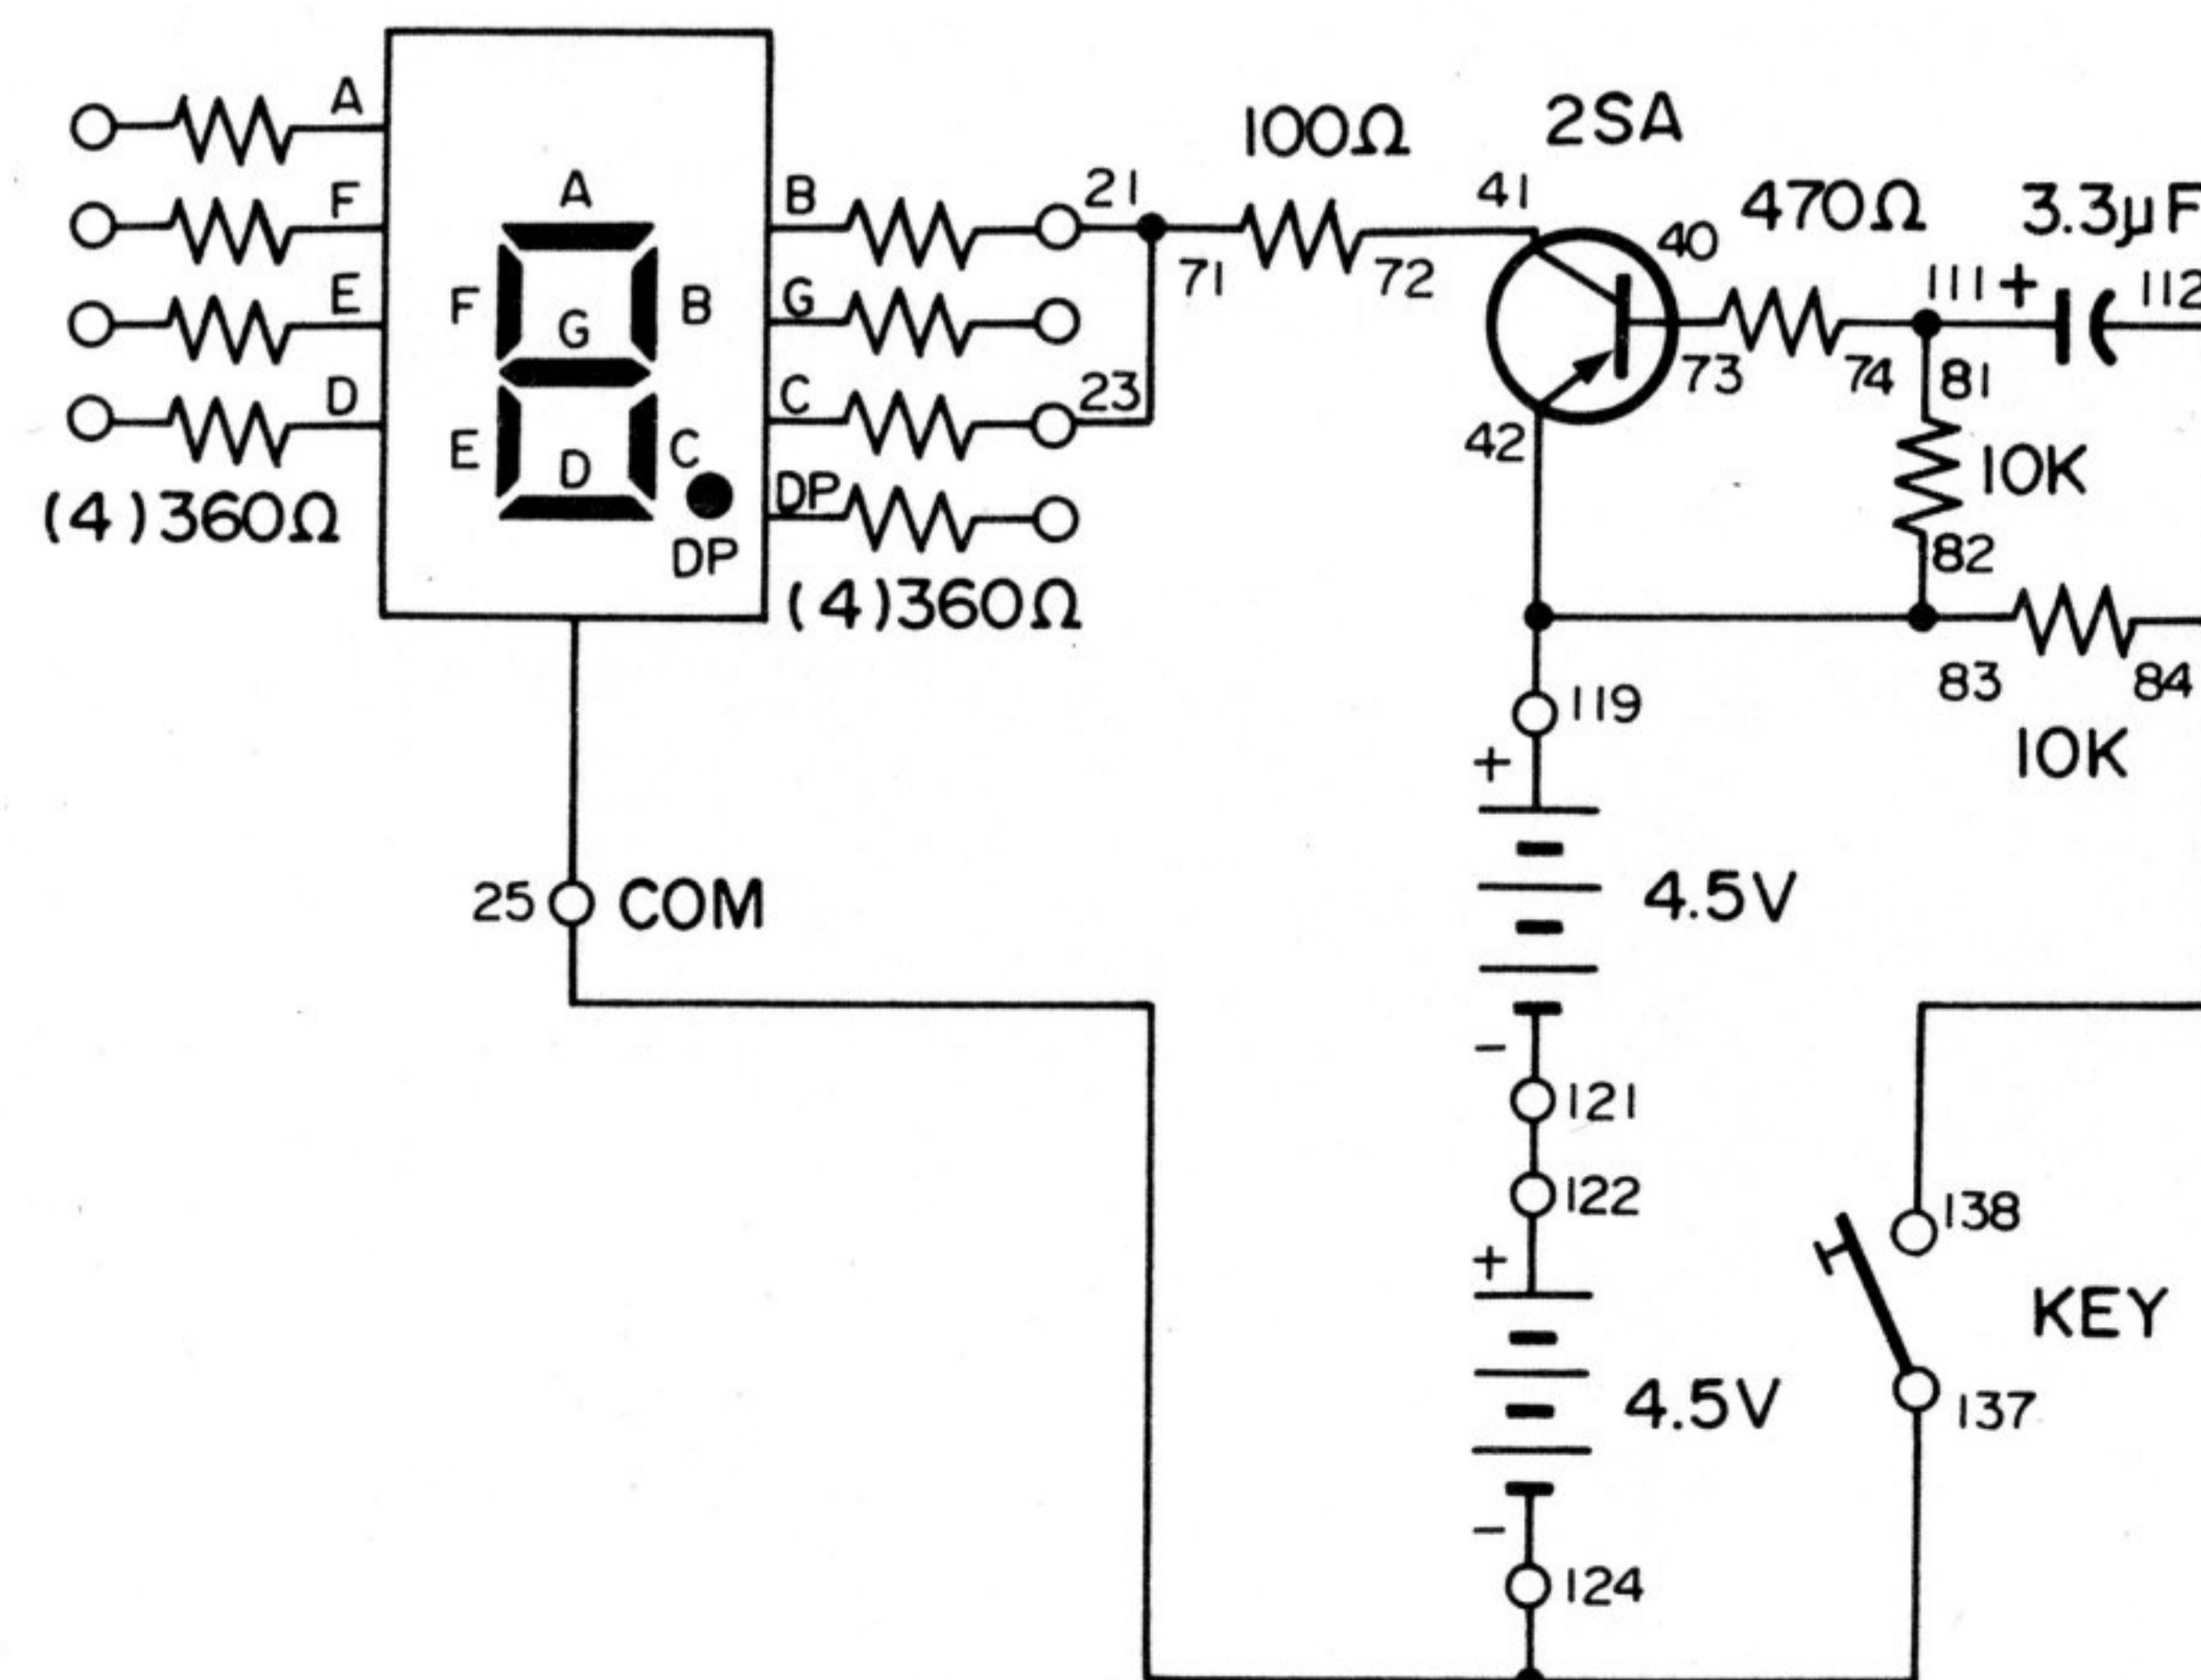 A
F
E
D
(4)360Ω
A
F
B
G
E
D
C
DP
B
G
C
DP
(4)360Ω
21
23
71
100Ω
72
2SA
41
40
42
470Ω
73
74
3.3µF
111 +
112
81
10K
82
83
84
10K
119
+
4.5V
-
121
122
+
4.5V
-
124
25
COM
138
KEY
137